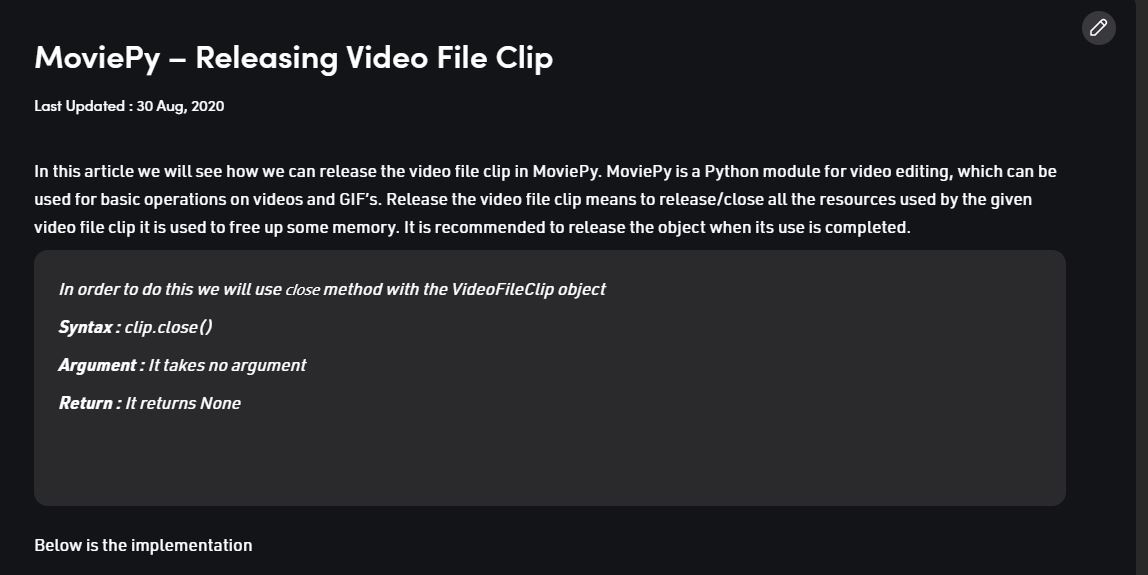 MoviePy – Releasing Video File Clip
Last Updated : 30 Aug, 2020
In this article we will see how we can release the video file clip in MoviePy. MoviePy is a Python module for video editing, which can be
used for basic operations on videos and GIF’s. Release the video file clip means to release/close all the resources used by the given
video file clip it is used to free up some memory. It is recommended to release the object when its use is completed.
In order to do this we will use close method with the VideoFileClip object
Syntax : clip.close()
Argument : It takes no argument
Return : It returns None
Below is the implementation